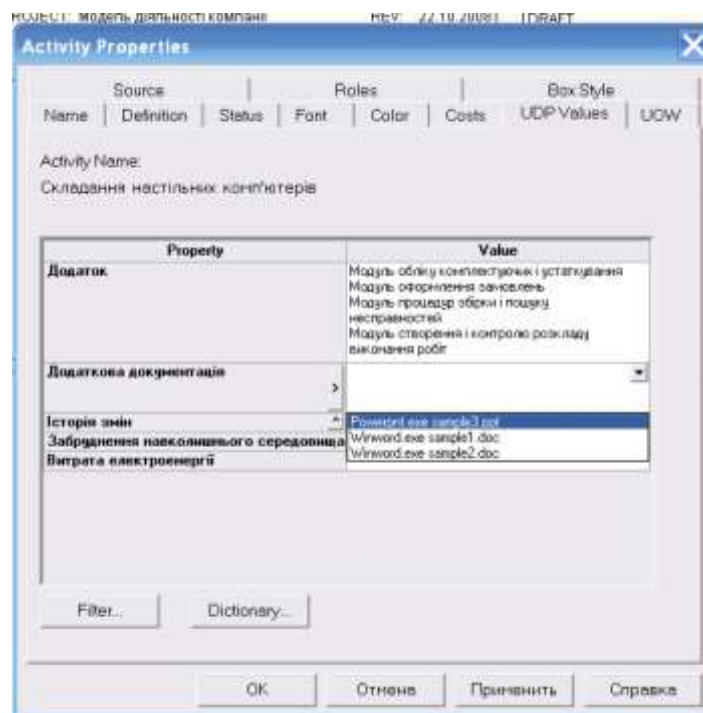 PROJECT: Модель діяльності компанії REV: 22.10.2008 DRAFT
Activity Properties
Source Roles Box Style
Name Definition Status Font Color Costs UDP Values UOW
Activity Name:
Складання настільних комп'ютерів
Property Value
Додаток
Модуль обліку комплектуючих і устаткування
Модуль оформлення замовлень
Модуль процедур збірки і пошуку
несправностей
Модуль створення і контролю розкладу
виконання робіт
Додаткова документація
>
Історія змін
Powerpnt.exe sample3.ppt
Забруднення навколишнього середовища
Winword.exe sample1.doc
Витрата електроенергії
Winword.exe sample2.doc
Filter... Dictionary...
OK Отмена Применить Справка